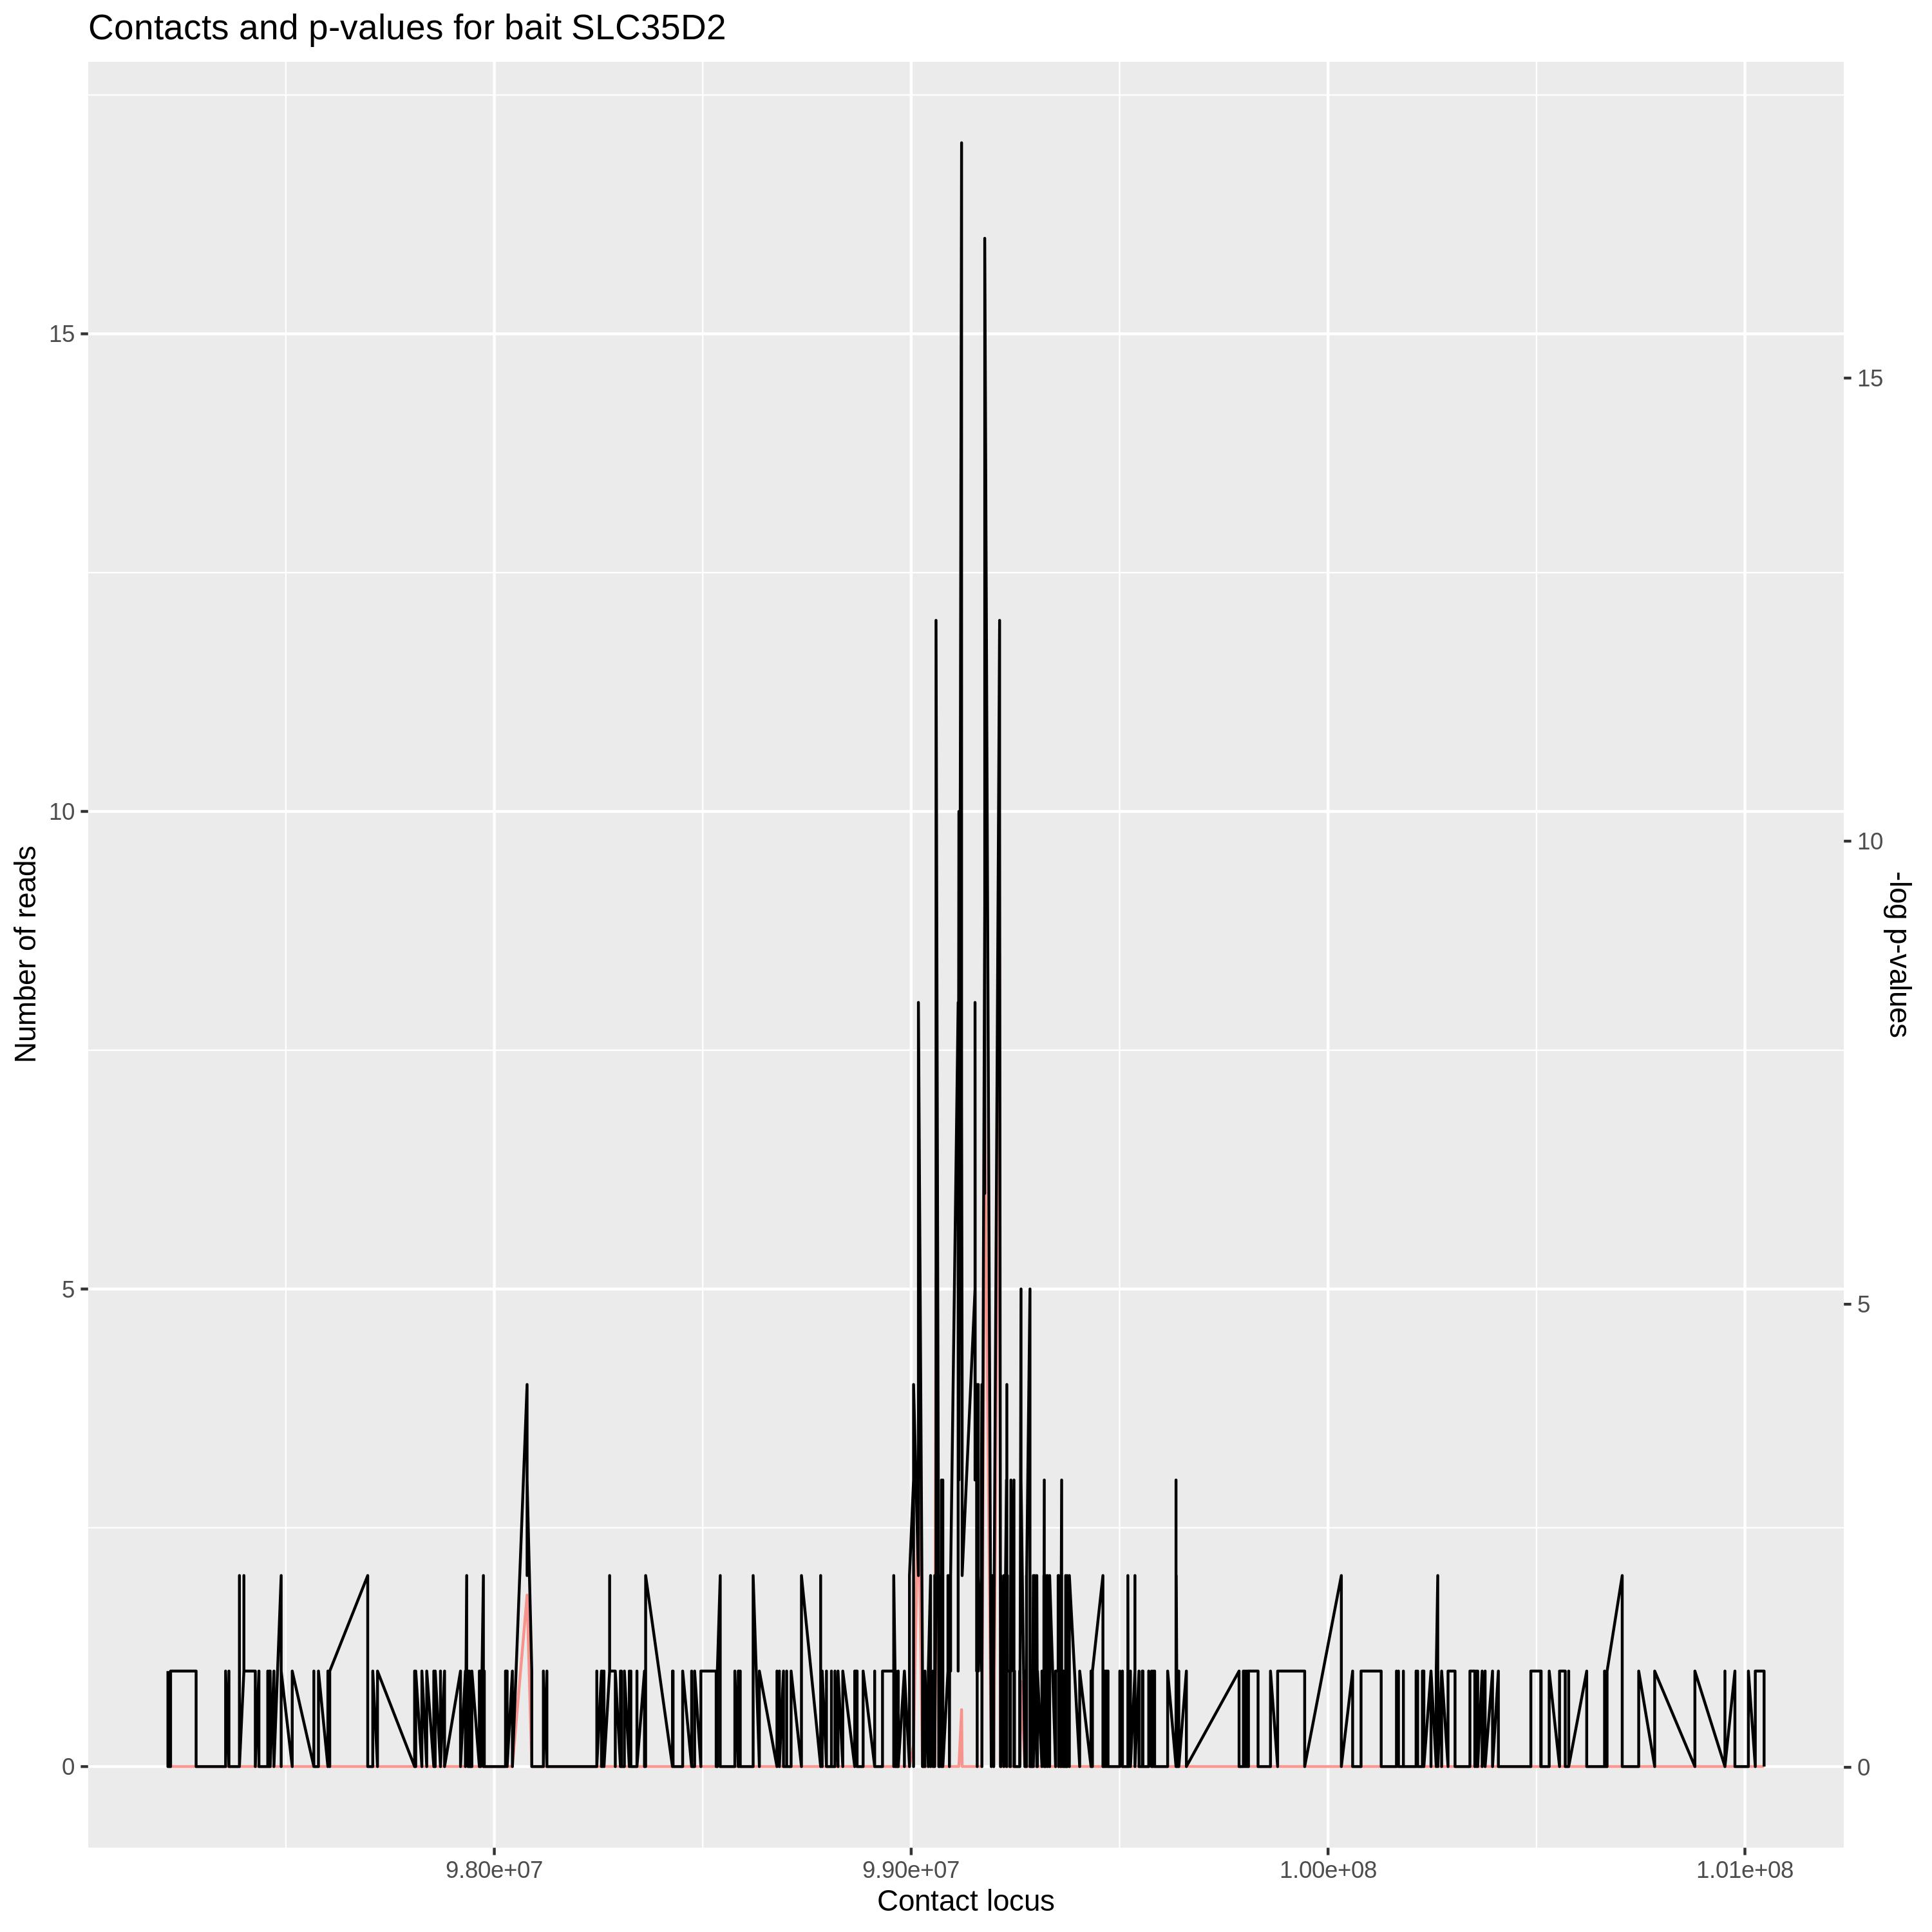 Contacts and p-values for bait SLC35D2
15
10
5
0
Number of reads
15
10
5
0
-log p-values
9.80e+07
9.90e+07
1.00e+08
1.01e+08
Contact locus